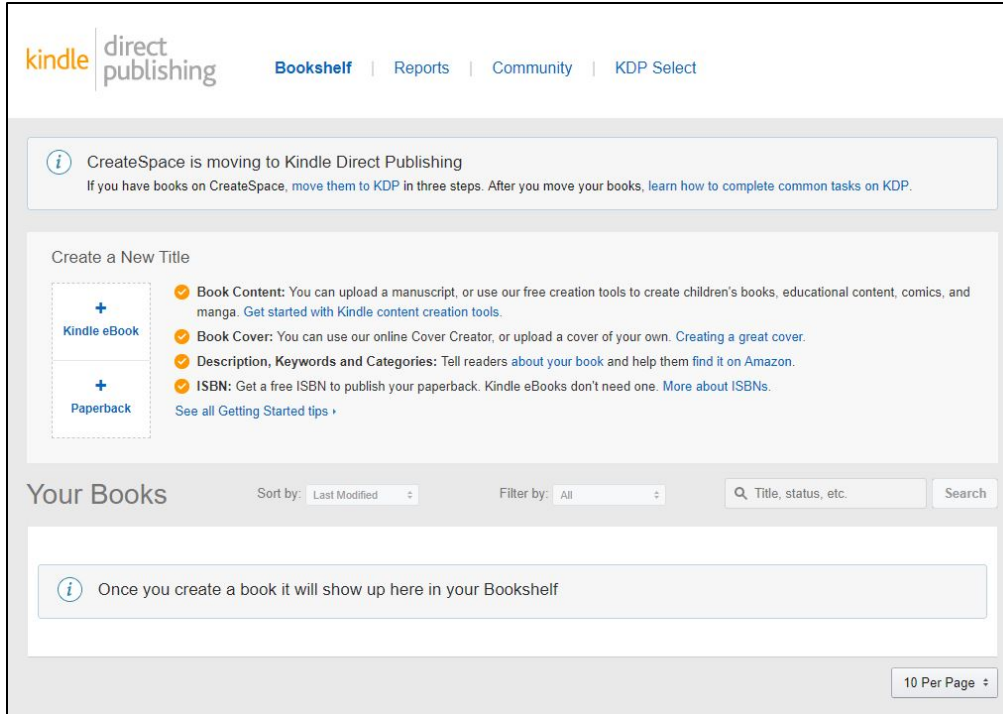 kindle direct publishing
Bookshelf | Reports | Community | KDP Select
CreateSpace is moving to Kindle Direct Publishing
If you have books on CreateSpace, move them to KDP in three steps. After you move your books, learn how to complete common tasks on KDP.
Create a New Title
+
Kindle eBook
+
Paperback
Book Content: You can upload a manuscript, or use our free creation tools to create children's books, educational content, comics, and
manga. Get started with Kindle content creation tools.
Book Cover: You can use our online Cover Creator, or upload a cover of your own. Creating a great cover.
Description, Keywords and Categories: Tell readers about your book and help them find it on Amazon.
ISBN: Get a free ISBN to publish your paperback. Kindle eBooks don't need one. More about ISBNs.
See all Getting Started tips ›
Your Books Sort by: Last Modified Filter by: All Title, status, etc. Search
Once you create a book it will show up here in your Bookshelf
10 Per Page